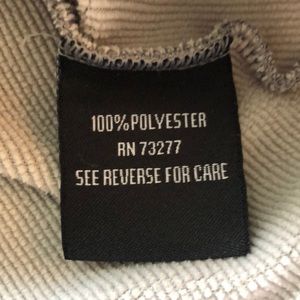 100% POLYESTER
RN 73277
SEE REVERSE FOR CARE